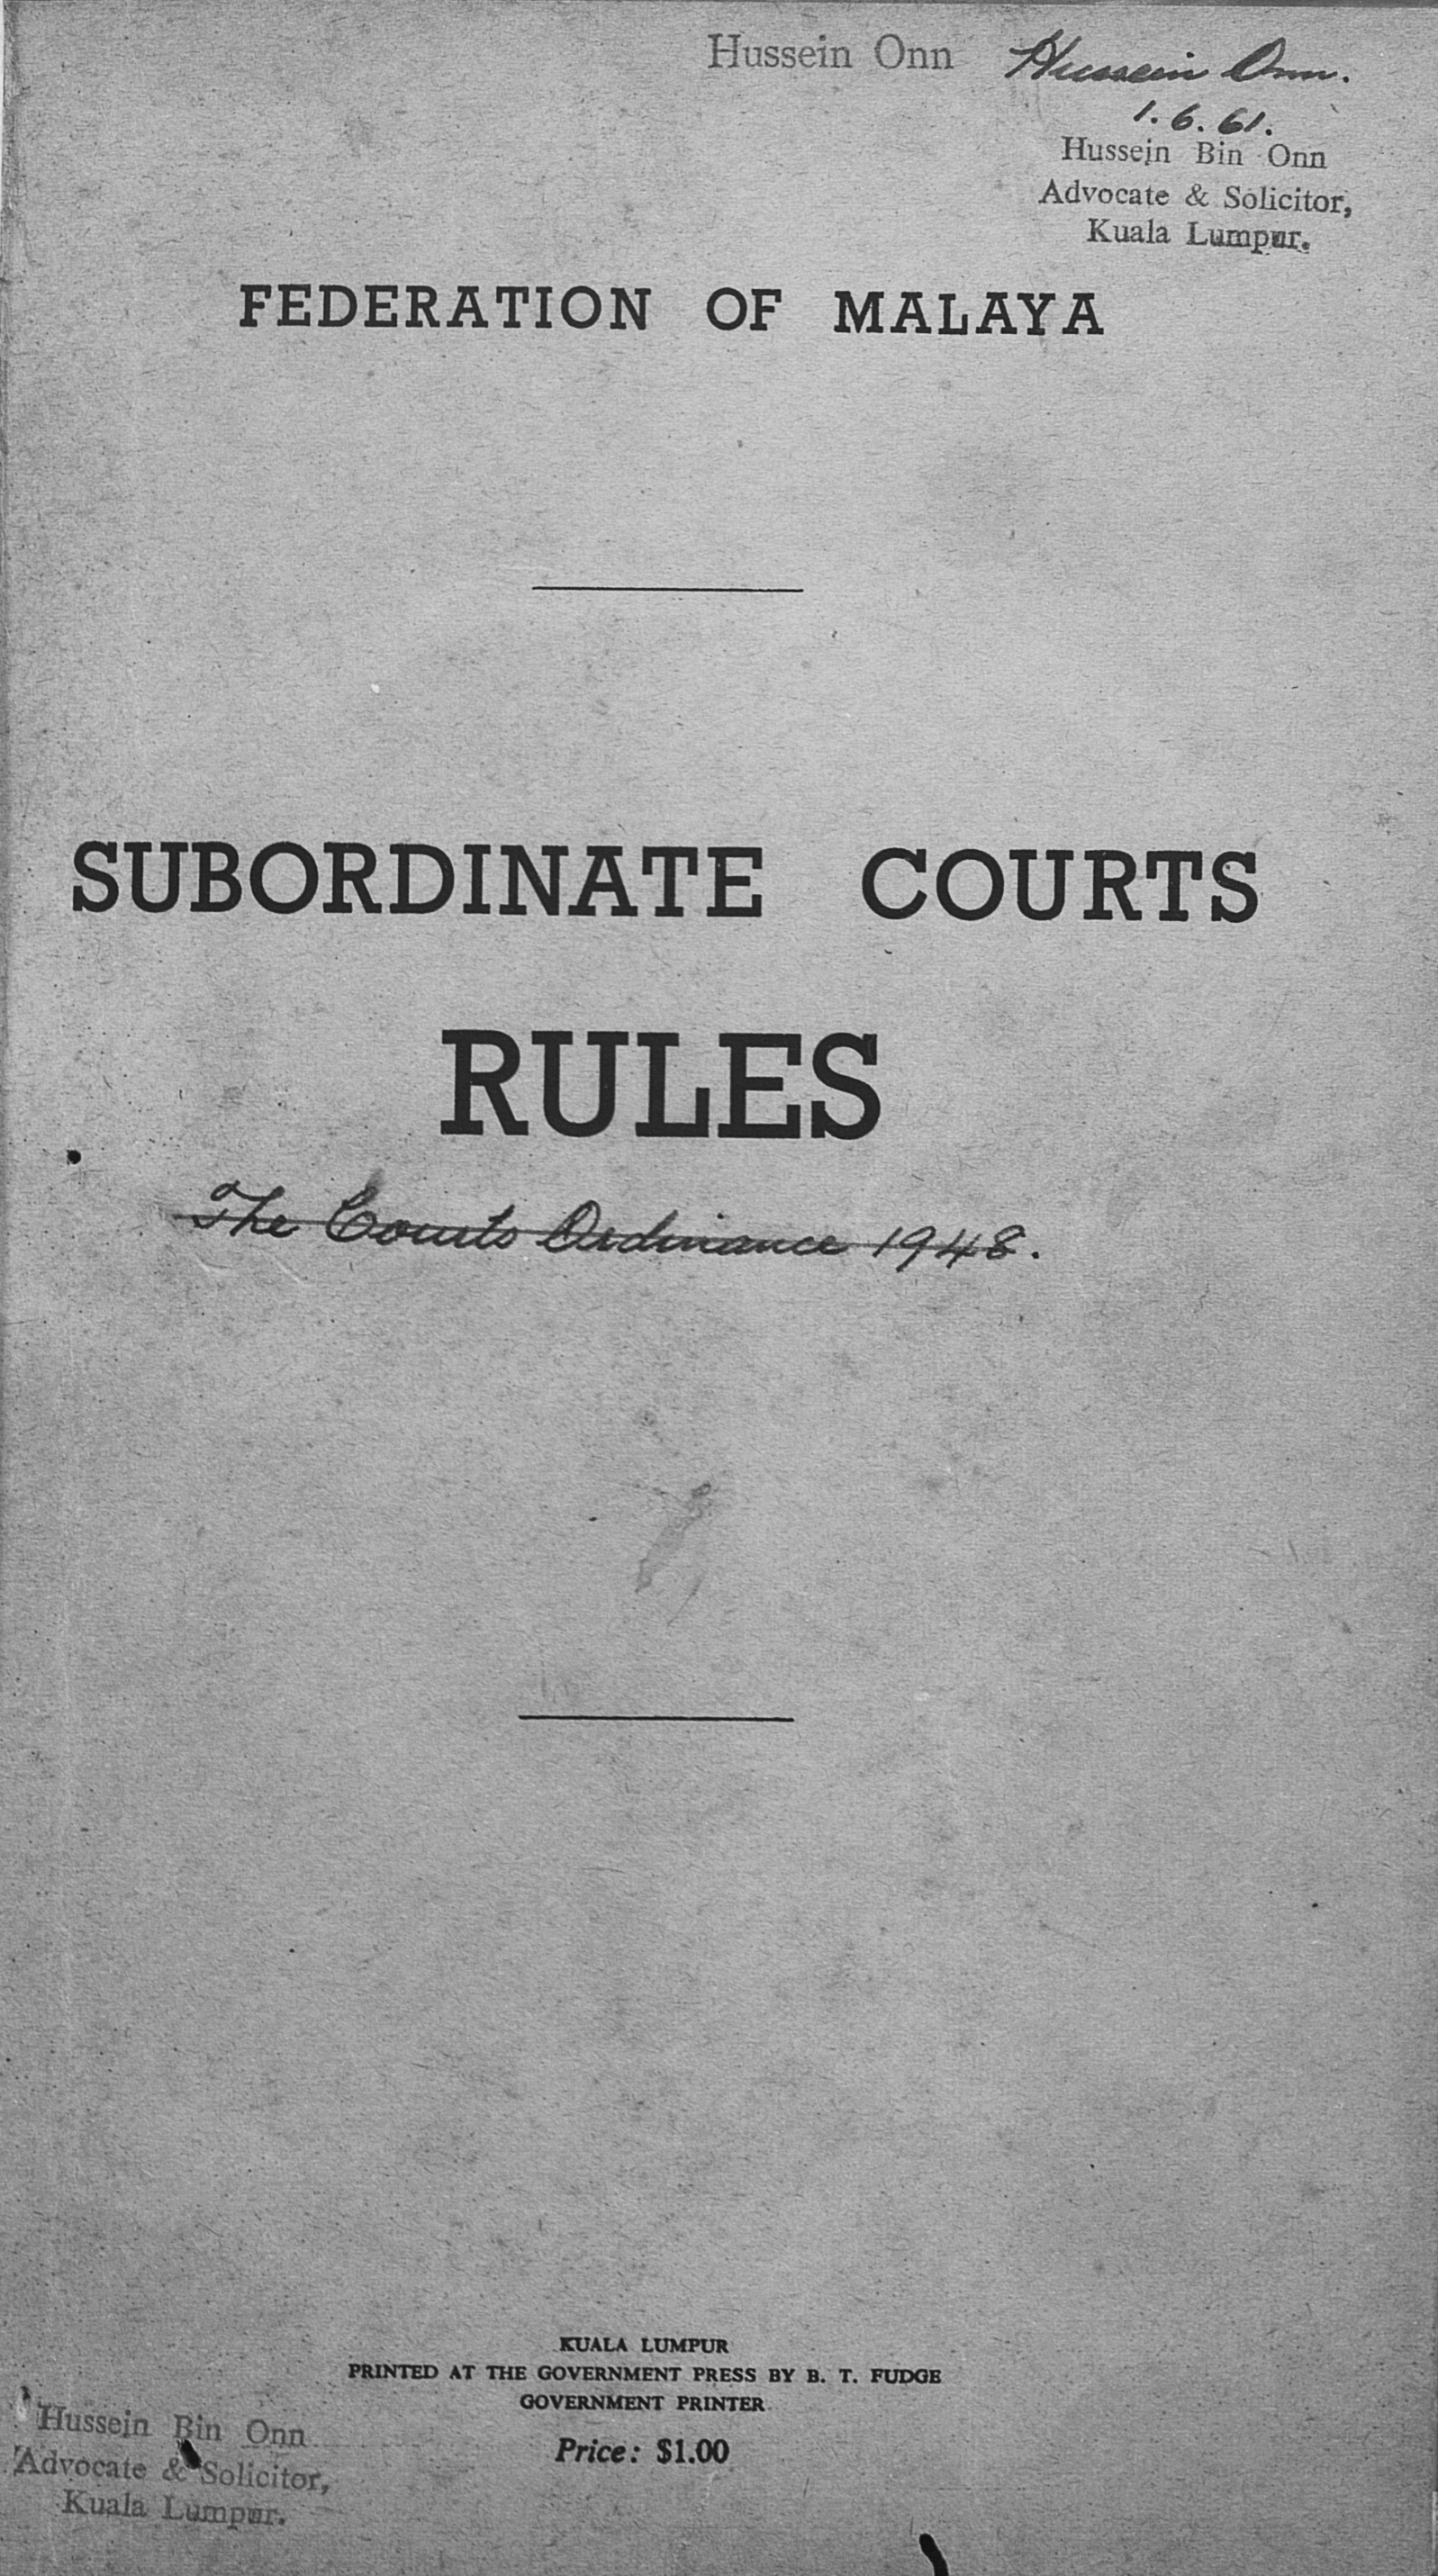 Hussein Onn Hussein Onn.
1. 6. 61.
Hussein Bin Onn
Advocate & Solicitor,
Kuala Lumpur.
FEDERATION OF MALAYA
SUBORDINATE COURTS
RULES
The Courts Ordinance 1948.
KUALA LUMPUR
PRINTED AT THE GOVERNMENT PRESS BY B. T. FUDGE
GOVERNMENT PRINTER
Price: $1.00
Hussein Bin Onn
Advocate & Solicitor,
Kuala Lumpur.